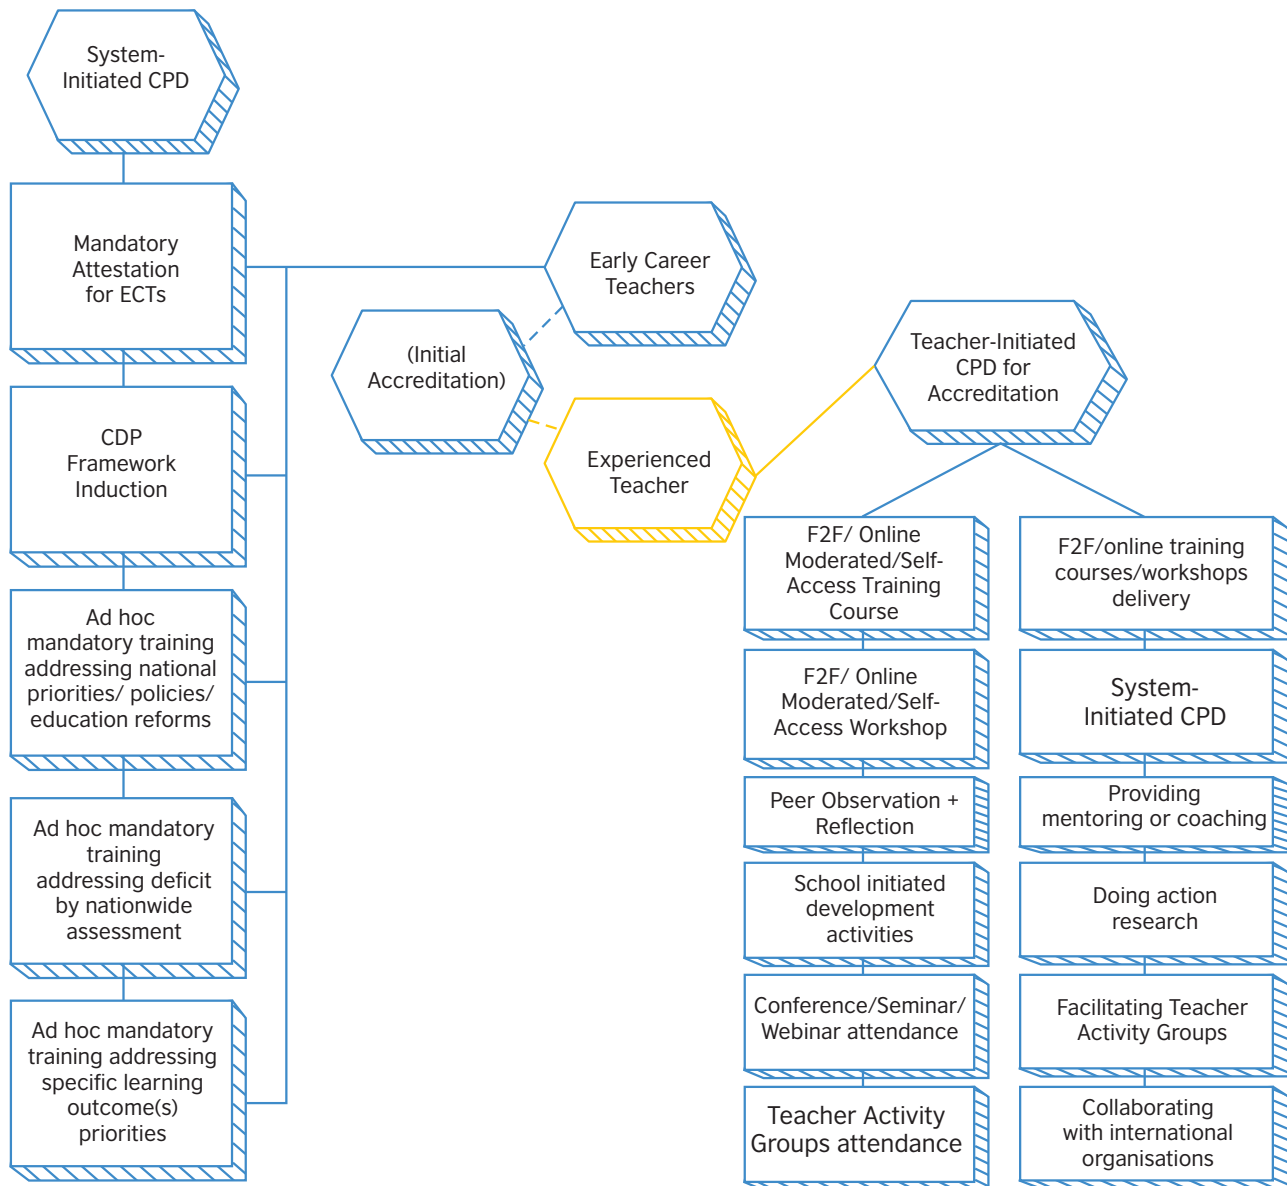 System-
Initiated CPD
Mandatory
Attestation
for ECTs
CDP
Framework
Induction
Ad hoc
mandatory training
addressing national
priorities/ policies/
education reforms
Ad hoc mandatory
training
addressing deficit
by nationwide
assessment
Ad hoc mandatory
training addressing
specific learning
outcome(s)
priorities
Early Career
Teachers
(Initial
Accreditation)
Experienced
Teacher
Teacher-Initiated
CPD for
Accreditation
F2F/ Online
Moderated/Self-
Access Training
Course
F2F/ Online
Moderated/Self-
Access Workshop
Peer Observation +
Reflection
School initiated
development
activities
Conference/Seminar/
Webinar attendance
Teacher Activity
Groups attendance
F2F/online training
courses/workshops
delivery
System-
Initiated CPD
Providing
mentoring or coaching
Doing action
research
Facilitating Teacher
Activity Groups
Collaborating
with international
organisations